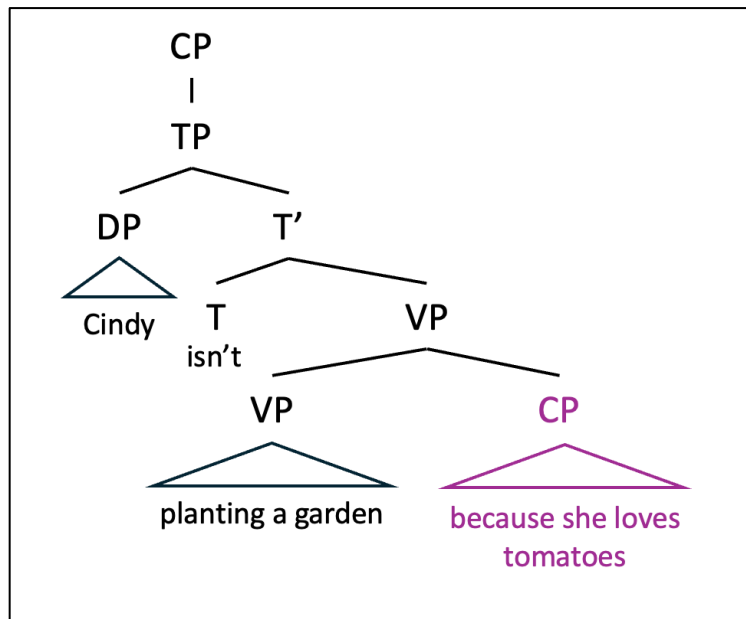 CP
TP
DP T’
Cindy T VP
isn’t
VP CP
planting a garden because she loves
tomatoes